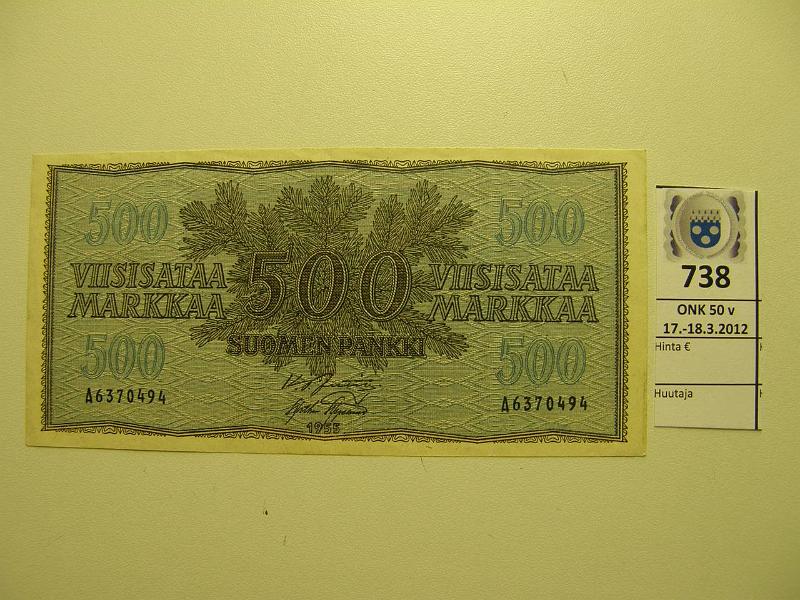 500
500
VIISISATAA
MARKKAA
500
VIISISATAA
MARKKAA
SUOMEN PANKKI
500
500
A6370494
A6370494
1955
738
ONK 50 v
17.-18.3.2012
Hinta €
Huutaja